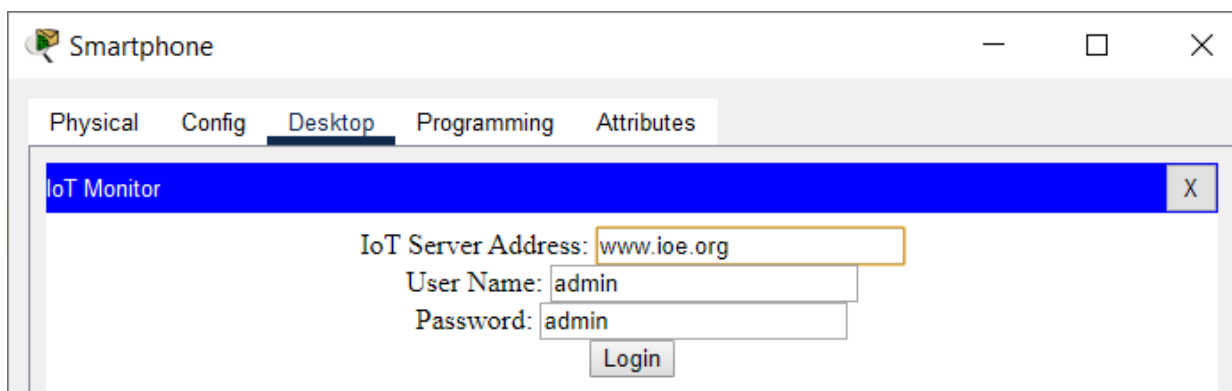 Smartphone
Physical Config Desktop Programming Attributes
IoT Monitor X
IoT Server Address: www.ioe.org
User Name: admin
Password: admin
Login